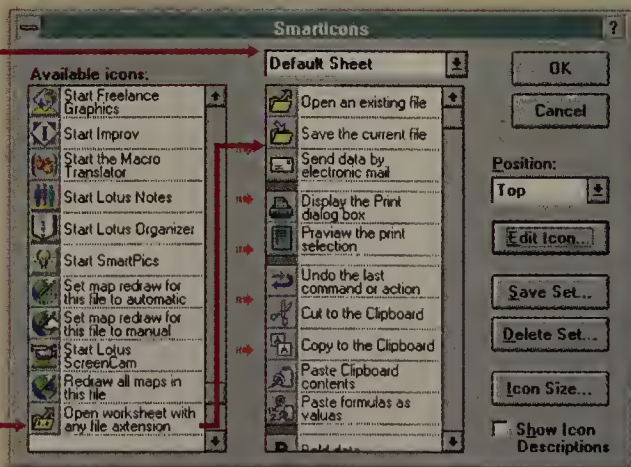 SmartIcons
?
Available icons:
Start Freelance
Graphics
Start Improv
Start the Macro
Translator
Start Lotus Notes
Start Lotus Organizer
Start SmartPics
Set map redraw for
this file to automatic
Set map redraw for
this file to manual
Start Lotus
ScreenCam
Redraw all maps in
this file
Open worksheet with
any file extension
Default Sheet
Open an existing file
Save the current file
Send data by
electronic mail
Display the Print
dialog box
Preview the print
selection
Undo the last
command or action
Cut to the Clipboard
Copy to the Clipboard
Paste Clipboard
contents
Paste formulas as
values
Bold data
OK
Cancel
Position:
Top
Edit Icon...
Save Set...
Delete Set...
Icon Size...
Show Icon
Descriptions